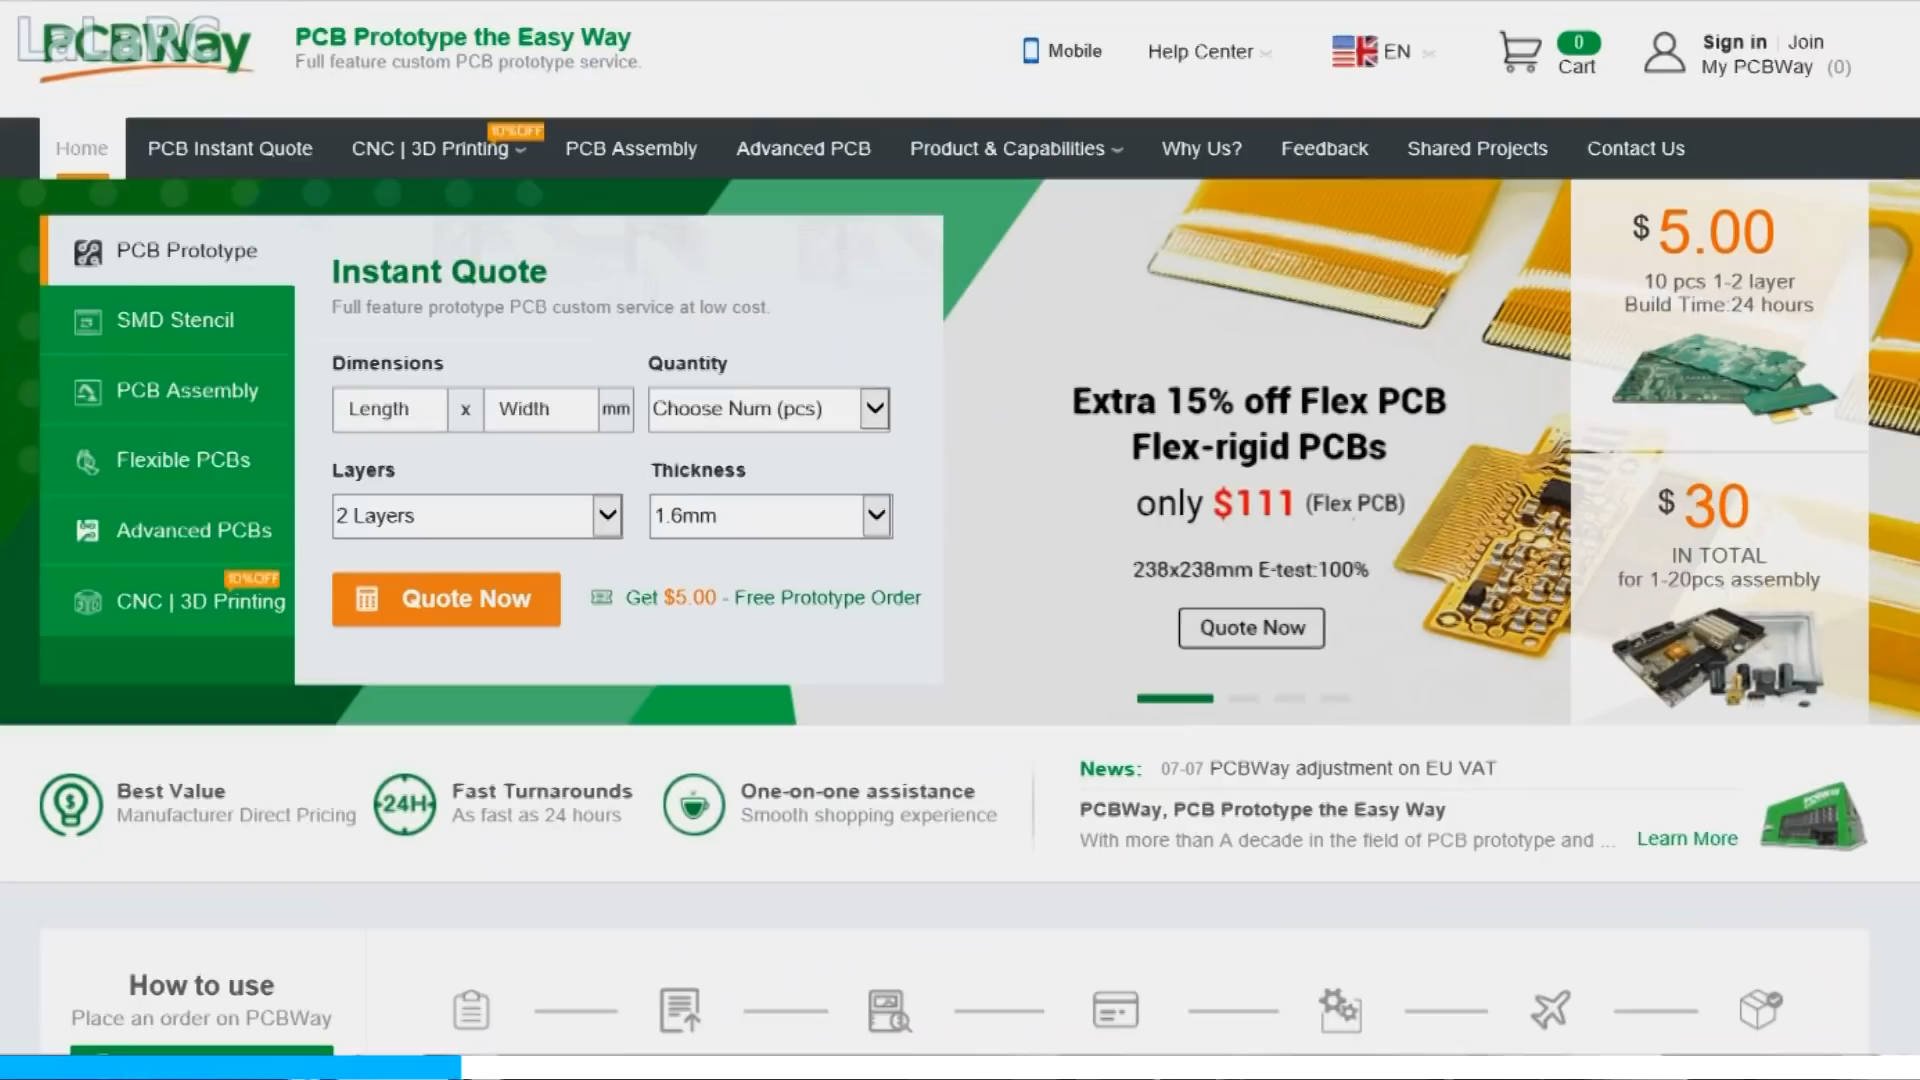 LaLaRC
PCBWay
PCB Prototype the Easy Way
Full feature custom PCB prototype service.
Mobile
Help Center
EN
0
Cart
Sign in
Join
My PCBWay (0)
Home
PCB Instant Quote
CNC | 3D Printing
10%OFF
PCB Assembly
Advanced PCB
Product & Capabilities
Why Us?
Feedback
Shared Projects
Contact Us
PCB Prototype
SMD Stencil
PCB Assembly
Flexible PCBs
Advanced PCBs
10%OFF
CNC | 3D Printing
Instant Quote
Full feature prototype PCB custom service at low cost.
Dimensions
Quantity
Length x Width mm
Choose Num (pcs)
Layers
Thickness
2 Layers
1.6mm
Quote Now
Get $5.00 - Free Prototype Order
Extra 15% off Flex PCB
Flex-rigid PCBs
only $111 (Flex PCB)
238x238mm E-test:100%
Quote Now
$ 5.00
10 pcs 1-2 layer
Build Time:24 hours
$ 30
IN TOTAL
for 1-20pcs assembly
Best Value
Manufacturer Direct Pricing
24H
Fast Turnarounds
As fast as 24 hours
One-on-one assistance
Smooth shopping experience
News: 07-07 PCBWay adjustment on EU VAT
PCBWay, PCB Prototype the Easy Way
With more than A decade in the field of PCB prototype and ...
Learn More
PCBWay
How to use
Place an order on PCBWay